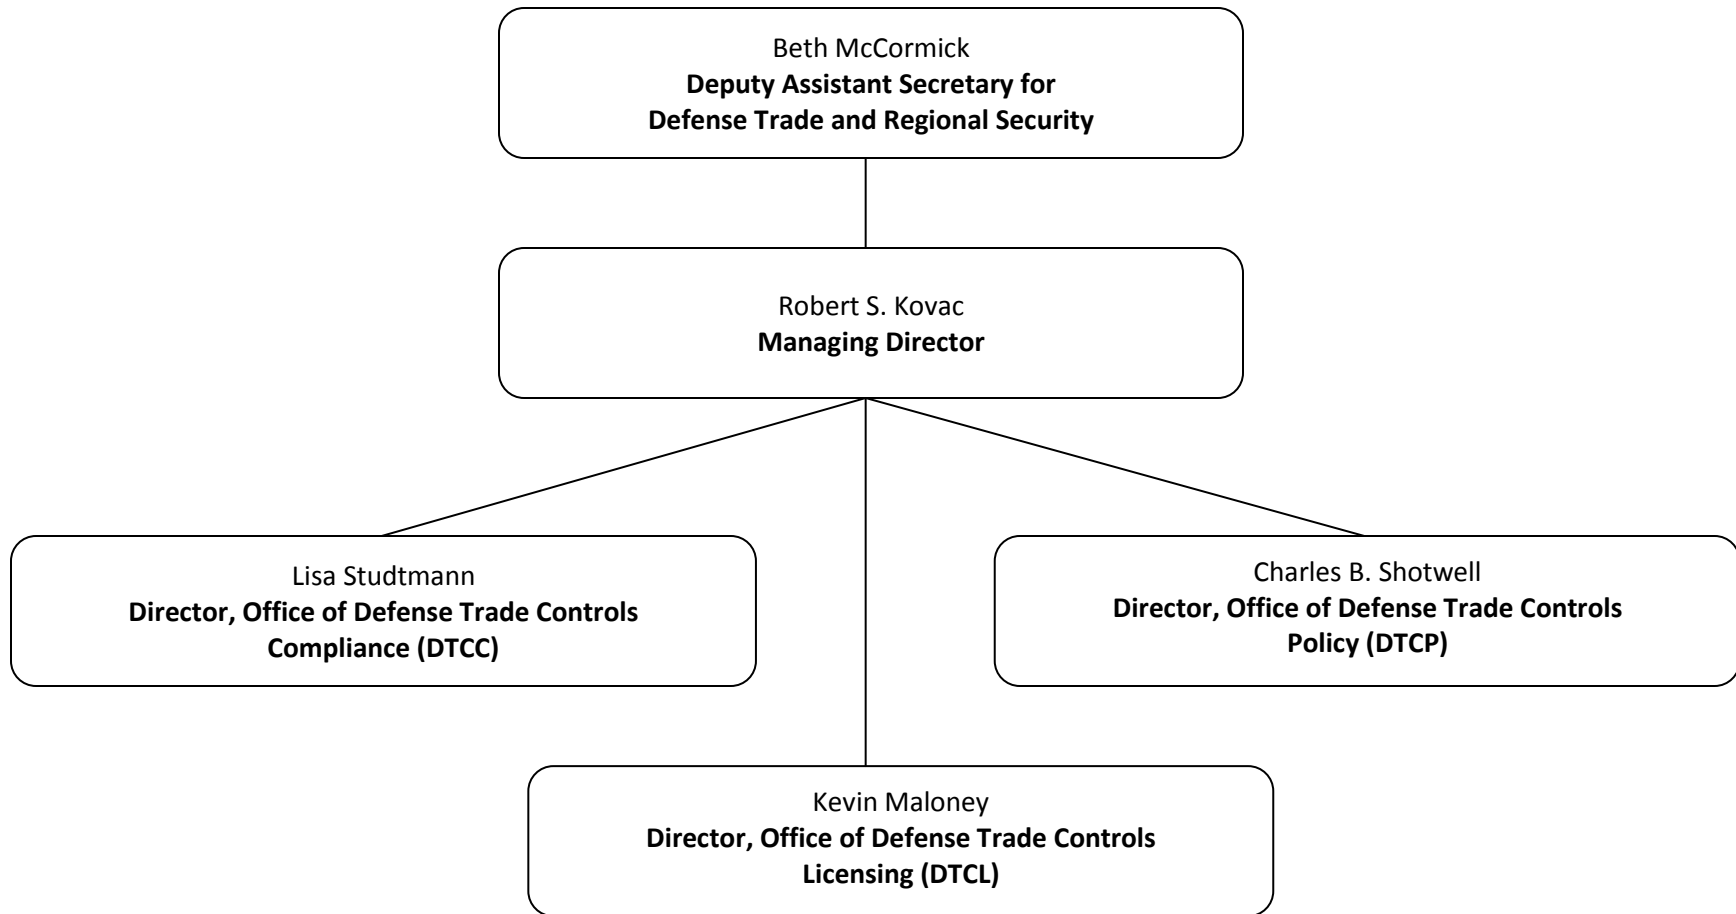 Beth McCormick
Deputy Assistant Secretary for
Defense Trade and Regional Security
Robert S. Kovac
Managing Director
Lisa Studtmann
Director, Office of Defense Trade Controls
Compliance (DTCC)
Charles B. Shotwell
Director, Office of Defense Trade Controls
Policy (DTCP)
Kevin Maloney
Director, Office of Defense Trade Controls
Licensing (DTCL)